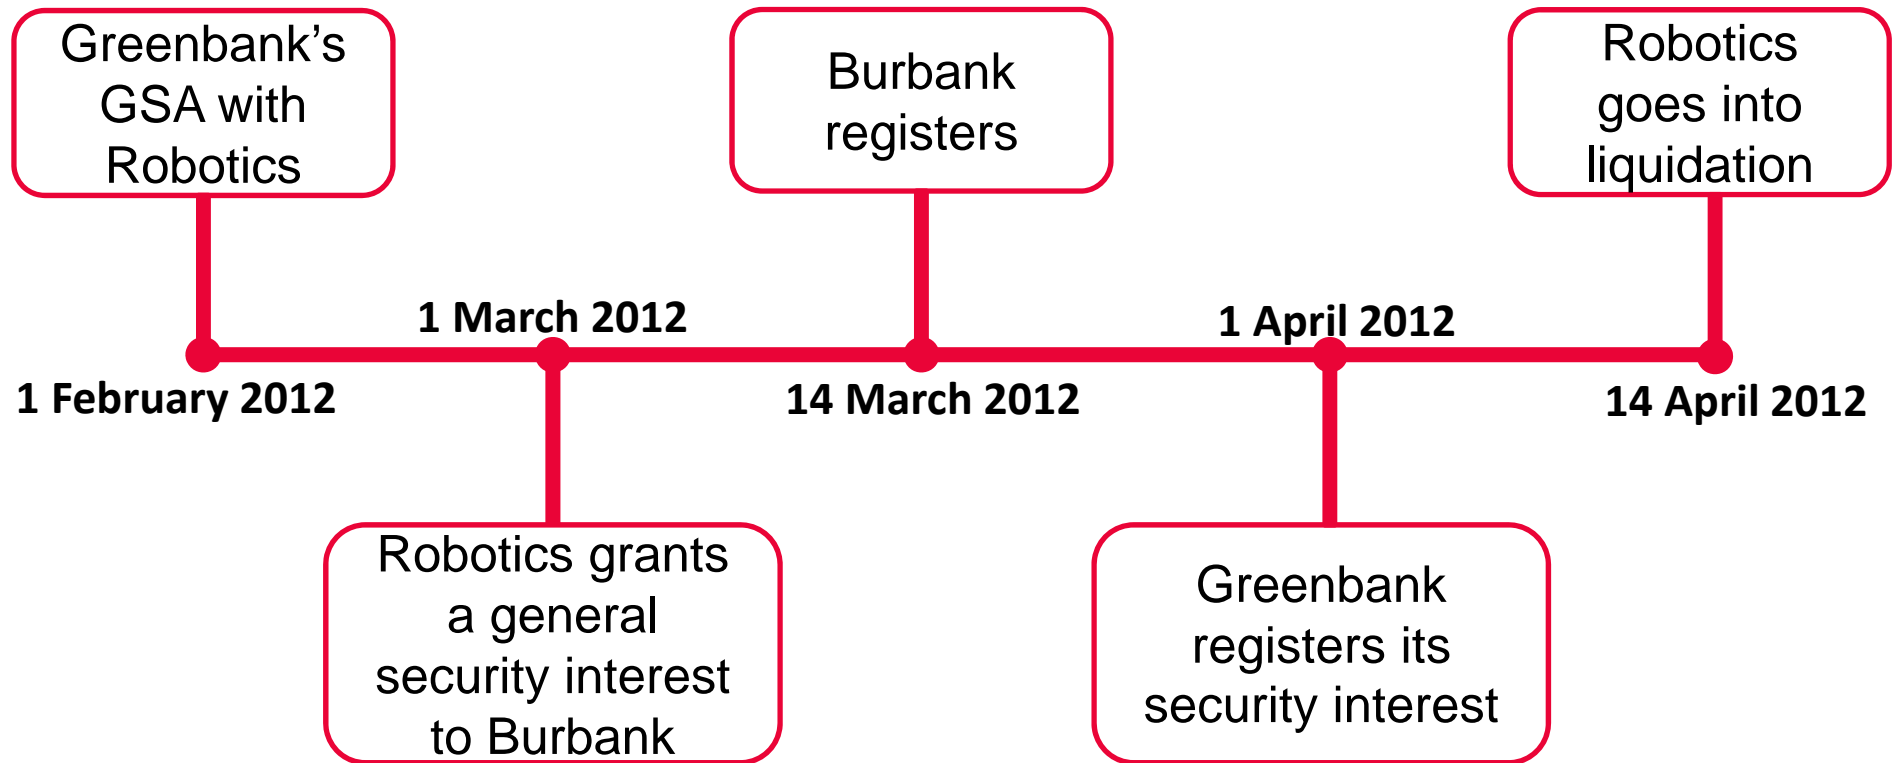 Greenbank’s
GSA with
Robotics
1 February 2012
1 March 2012
Robotics grants
a general
security interest
to Burbank
Burbank
registers
14 March 2012
1 April 2012
Greenbank
registers its
security interest
Robotics
goes into
liquidation
14 April 2012